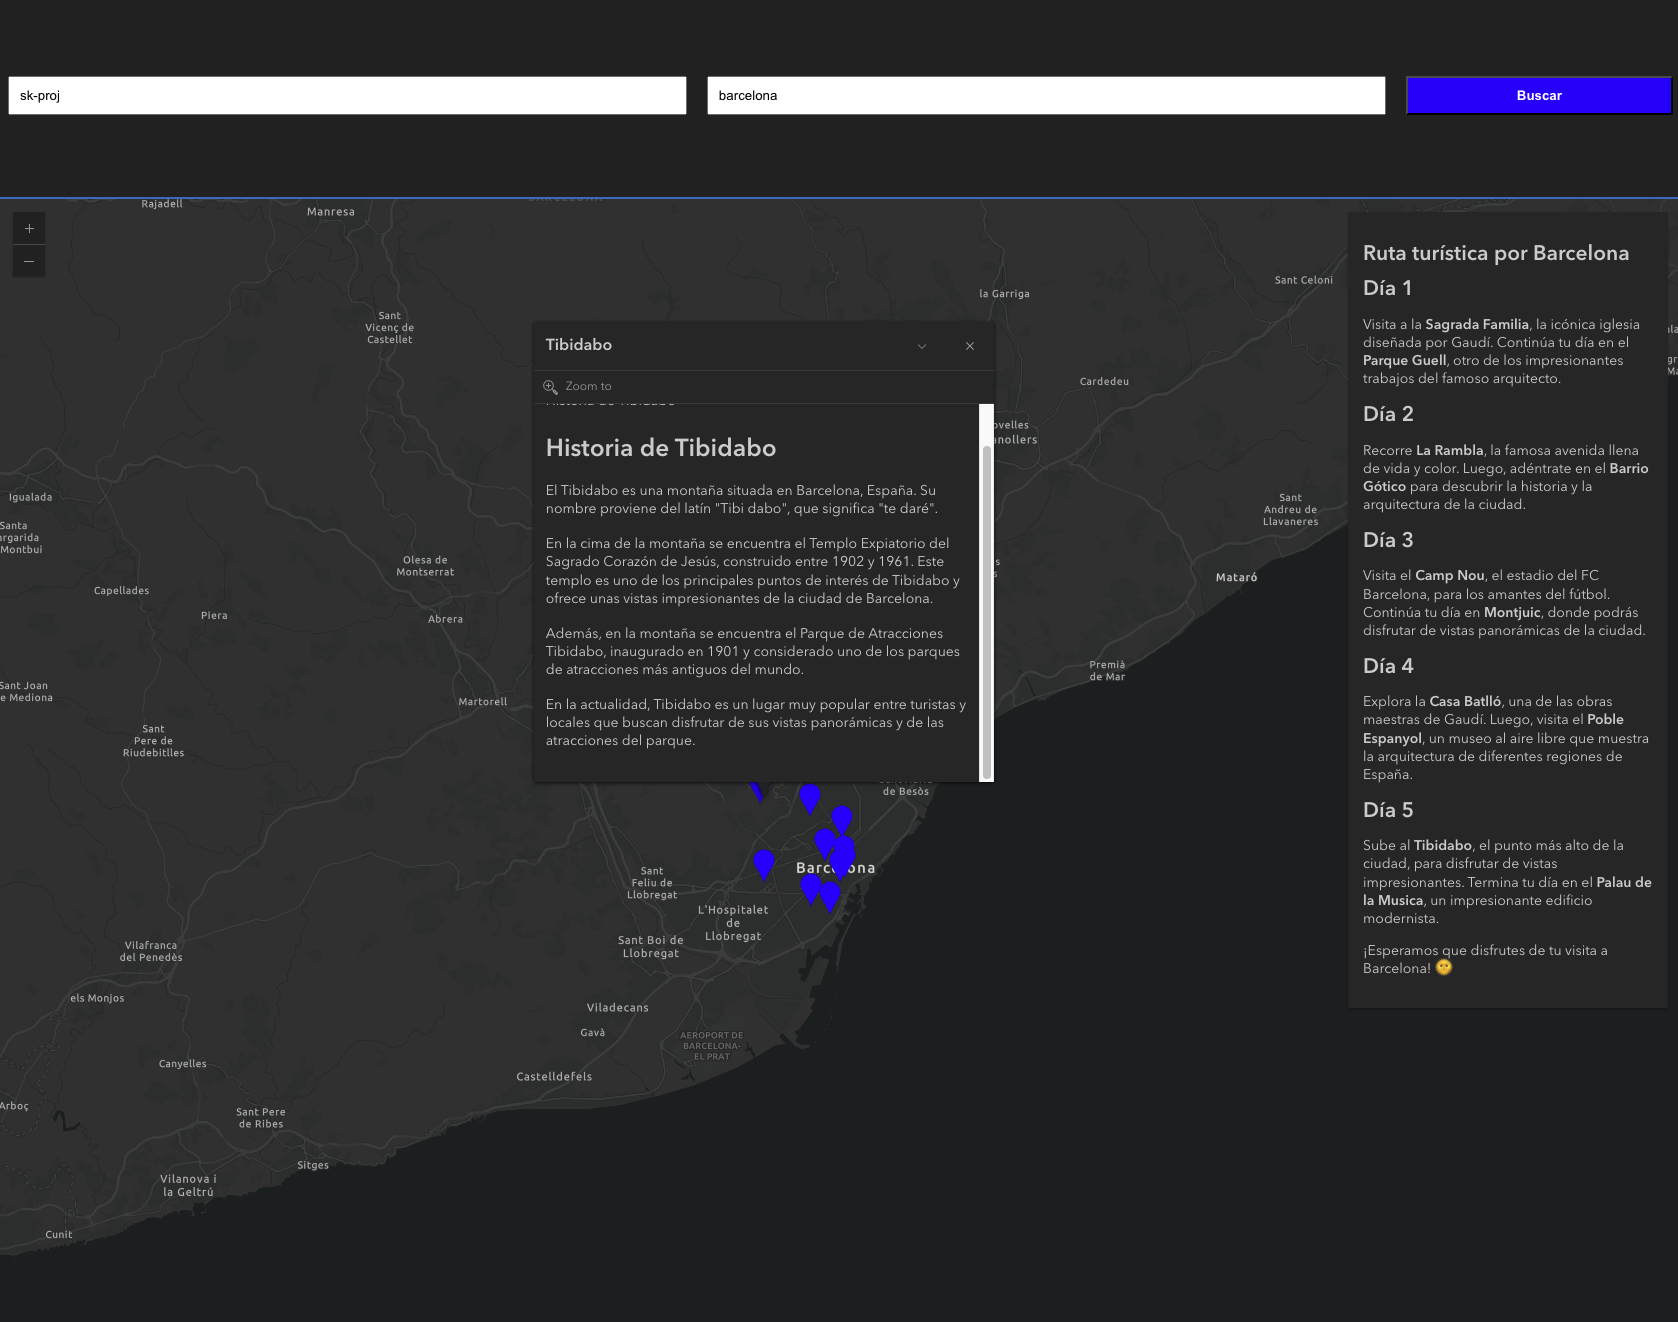 sk-proj
barcelona
Buscar
+
Rajadell
Manresa
BARCELONA
Sant Celoni
la Garriga
Sant
Vicenç de
Castellet
Cardedeu
Igualada
Santa
Montbui
Capellades
Piera
Olesa de
Montserrat
Abrera
Sant
Andreu de
Llavaneres
Mataró
Premià
de Mar
Sant Joan
Martorell
Sant
Pere de
Riudebitlles
Tibidabo
Zoom to
Historia de Tibidabo
Historia de Tibidabo
El Tibidabo es una montaña situada en Barcelona, España. Su
nombre proviene del latín "Tibi dabo", que significa "te daré".
En la cima de la montaña se encuentra el Templo Expiatorio del
Sagrado Corazón de Jesús, construido entre 1902 y 1961. Este
templo es uno de los principales puntos de interés de Tibidabo y
ofrece unas vistas impresionantes de la ciudad de Barcelona.
Además, en la montaña se encuentra el Parque de Atracciones
Tibidabo, inaugurado en 1901 y considerado uno de los parques
de atracciones más antiguos del mundo.
En la actualidad, Tibidabo es un lugar muy popular entre turistas y
locales que buscan disfrutar de sus vistas panorámicas y de las
atracciones del parque.
de Besòs
Barcelona
Sant
Feliu de
Llobregat
L'Hospitalet
de
Llobregat
Sant Boi de
Llobregat
Vilafranca
del Penedès
els Monjos
Viladecans
Gavà
AEROPORT DE
BARCELONA-
EL PRAT
Canyelles
Castelldefels
Arboç
Sant Pere
de Ribes
Sitges
Vilanova i
la Geltrú
Cunit
Ruta turística por Barcelona
Día 1
Visita a la Sagrada Familia, la icónica iglesia
diseñada por Gaudí. Continúa tu día en el
Parque Guell, otro de los impresionantes
trabajos del famoso arquitecto.
Día 2
Recorre La Rambla, la famosa avenida llena
de vida y color. Luego, adéntrate en el Barrio
Gótico para descubrir la historia y la
arquitectura de la ciudad.
Día 3
Visita el Camp Nou, el estadio del FC
Barcelona, para los amantes del fútbol.
Continúa tu día en Montjuic, donde podrás
disfrutar de vistas panorámicas de la ciudad.
Día 4
Explora la Casa Batlló, una de las obras
maestras de Gaudí. Luego, visita el Poble
Espanyol, un museo al aire libre que muestra
la arquitectura de diferentes regiones de
España.
Día 5
Sube al Tibidabo, el punto más alto de la
ciudad, para disfrutar de vistas
impresionantes. Termina tu día en el Palau de
la Musica, un impresionante edificio
modernista.
¡Esperamos que disfrutes de tu visita a
Barcelona! 🌞